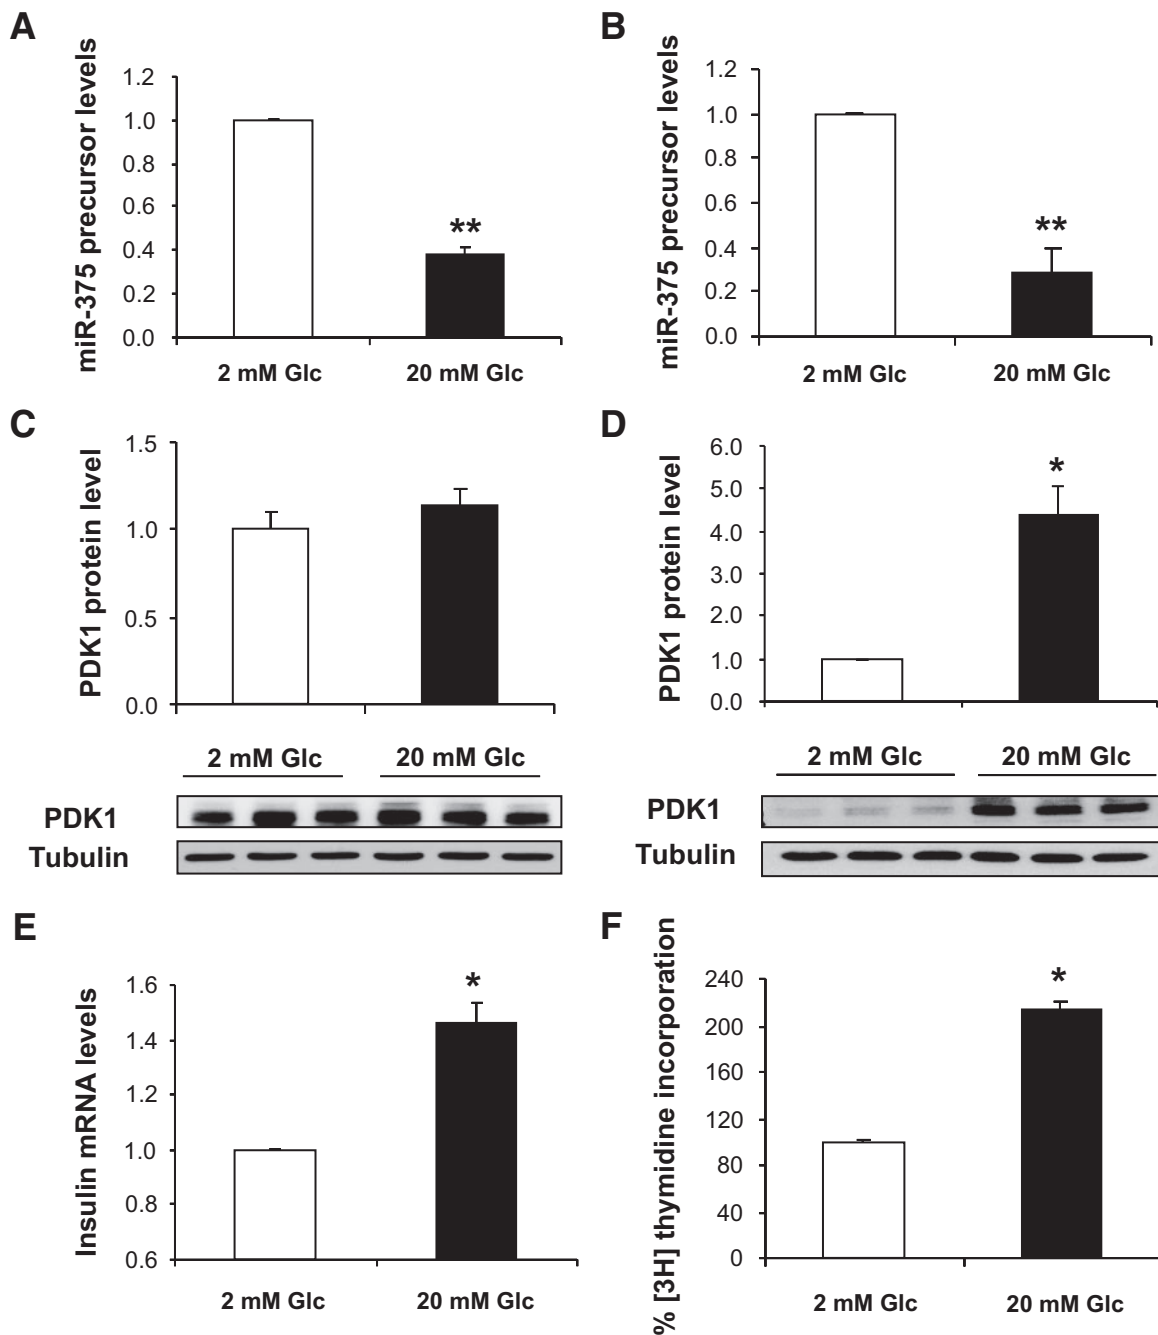 A
miR-375 precursor levels
1.2
1.0
0.8
0.6
0.4
0.2
0.0
**
2 mM Glc 20 mM Glc
B
miR-375 precursor levels
1.2
1.0
0.8
0.6
0.4
0.2
0.0
**
2 mM Glc 20 mM Glc
C
PDK1 protein level
1.5
1.0
0.5
0.0
2 mM Glc 20 mM Glc
PDK1
Tubulin
D
PDK1 protein level
6.0
5.0
4.0
3.0
2.0
1.0
0.0
*
2 mM Glc 20 mM Glc
PDK1
Tubulin
E
Insulin mRNA levels
1.6
1.4
1.2
1.0
0.8
0.6
*
2 mM Glc 20 mM Glc
F
% [3H] thymidine incorporation
240
200
160
120
80
40
0
*
2 mM Glc 20 mM Glc